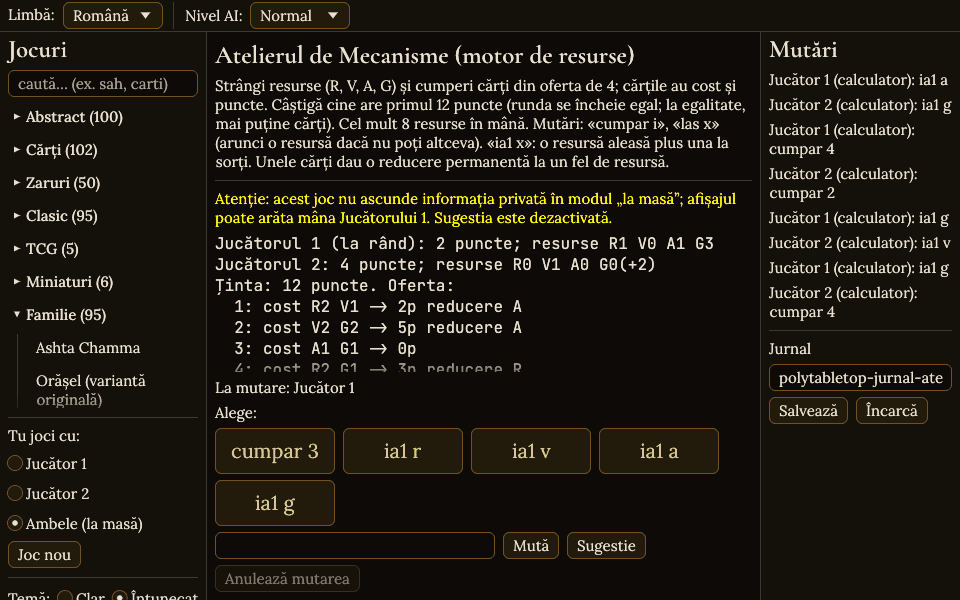 Limbă: Română ▼ Nivel AI: Normal ▼
Jocuri
caută... (ex. sah, carti)
▸ Abstract (100)
▸ Cărți (102)
▸ Zaruri (50)
▸ Clasic (95)
▸ TCG (5)
▸ Miniaturi (6)
▾ Familie (95)
Ashta Chamma
Orășel (variantă
originală)
Tu joci cu:
Jucător 1
Jucător 2
Ambele (la masă)
Joc nou
Temă: Clar Întunecat
Atelierul de Mecanisme (motor de resurse)
Strângi resurse (R, V, A, G) și cumperi cărți din oferta de 4; cărțile au cost și
puncte. Câștigă cine are primul 12 puncte (runda se încheie egal; la egalitate,
mai puține cărți). Cel mult 8 resurse în mână. Mutări: «cumpar i», «las x»
(arunci o resursă dacă nu poți altceva). «ia1 x»: o resursă aleasă plus una la
sorți. Unele cărți dau o reducere permanentă la un fel de resursă.
Atenție: acest joc nu ascunde informația privată în modul „la masă”; afișajul
poate arăta mâna Jucătorului 1. Sugestia este dezactivată.
Jucătorul 1 (la rând): 2 puncte; resurse R1 V0 A1 G3
Jucătorul 2: 4 puncte; resurse R0 V1 A0 G0(+2)
Ținta: 12 puncte. Oferta:
1: cost R2 V1 -> 2p reducere A
2: cost V2 G2 -> 5p reducere A
3: cost A1 G1 -> 0p
4: cost R2 G1 -> 3p reducere R
La mutare: Jucător 1
Alege:
cumpar 3 ia1 r ia1 v ia1 a
ia1 g
Mută Sugestie
Anulează mutarea
Mutări
Jucător 1 (calculator): ia1 a
Jucător 2 (calculator): ia1 g
Jucător 1 (calculator):
cumpar 4
Jucător 2 (calculator):
cumpar 2
Jucător 1 (calculator): ia1 g
Jucător 2 (calculator): ia1 v
Jucător 1 (calculator): ia1 g
Jucător 2 (calculator):
cumpar 4
Jurnal
polytabletop-jurnal-ate
Salvează Încarcă